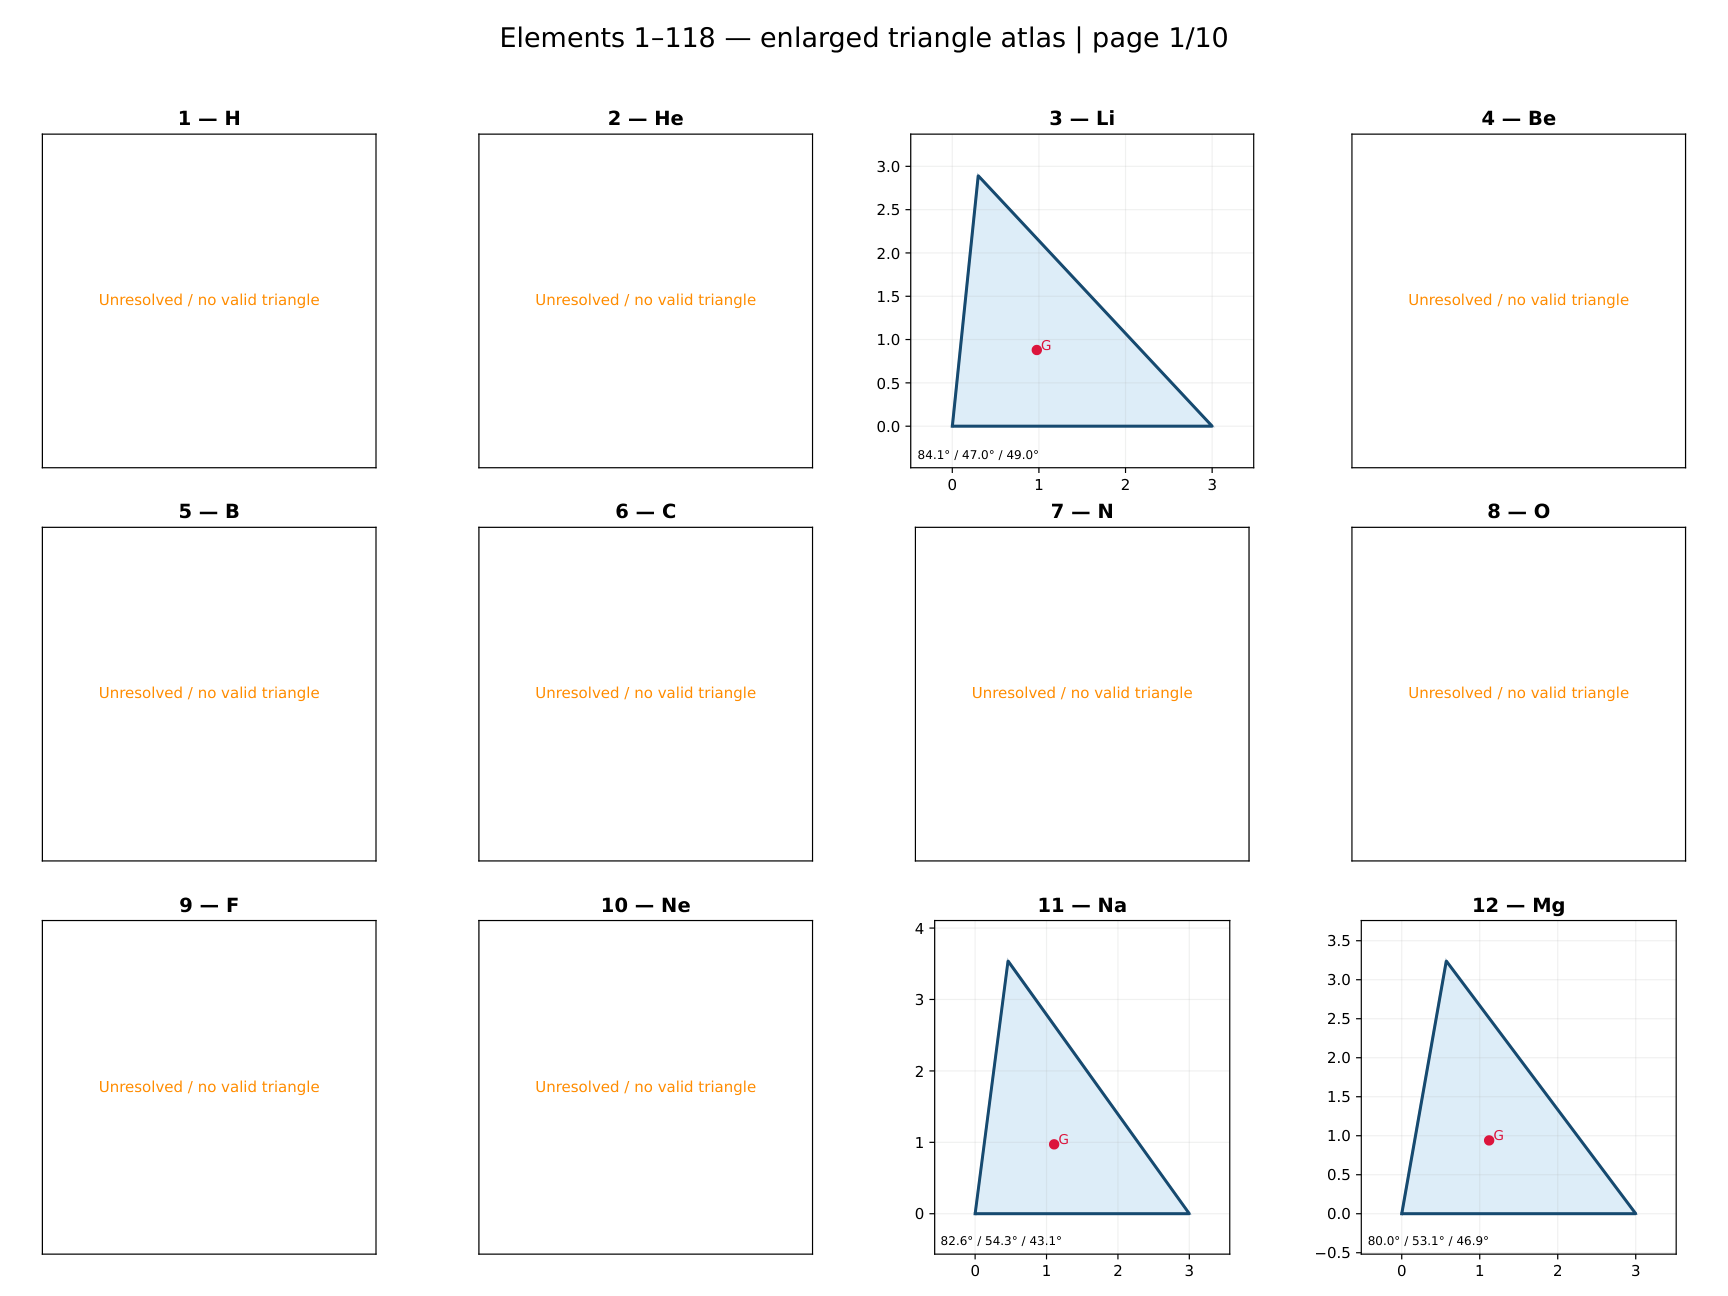 Elements 1–118 — enlarged triangle atlas | page 1/10
1 — H
Unresolved / no valid triangle
2 — He
Unresolved / no valid triangle
3 — Li
3.0
2.5
2.0
1.5
1.0
0.5
0.0
G
84.1° / 47.0° / 49.0°
0 1 2 3
4 — Be
Unresolved / no valid triangle
5 — B
Unresolved / no valid triangle
6 — C
Unresolved / no valid triangle
7 — N
Unresolved / no valid triangle
8 — O
Unresolved / no valid triangle
9 — F
Unresolved / no valid triangle
10 — Ne
Unresolved / no valid triangle
11 — Na
4
3
2
1
0
G
82.6° / 54.3° / 43.1°
0 1 2 3
12 — Mg
3.5
3.0
2.5
2.0
1.5
1.0
0.5
0.0
−0.5
G
80.0° / 53.1° / 46.9°
0 1 2 3